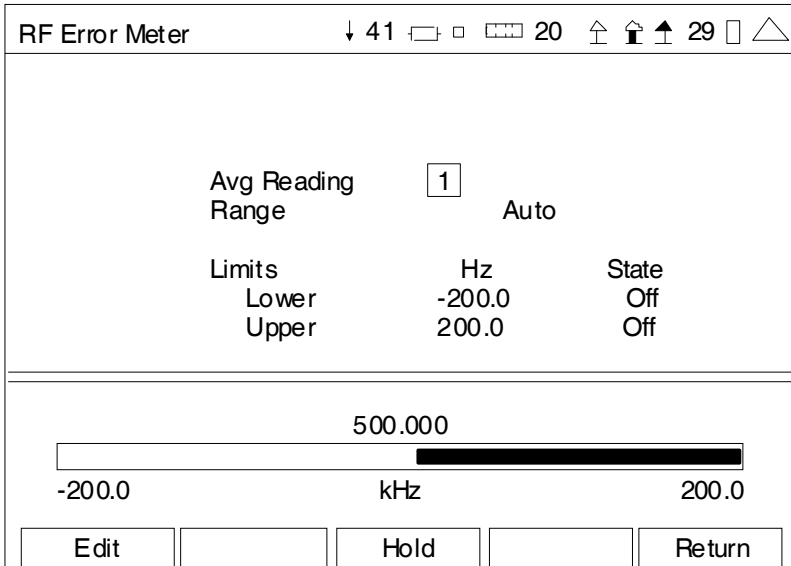 RF Error Meter 41 20 29
Avg Reading 1
Range Auto
Limits Hz State
Lower -200.0 Off
Upper 200.0 Off
500.000
-200.0 kHz 200.0
Edit Hold Return